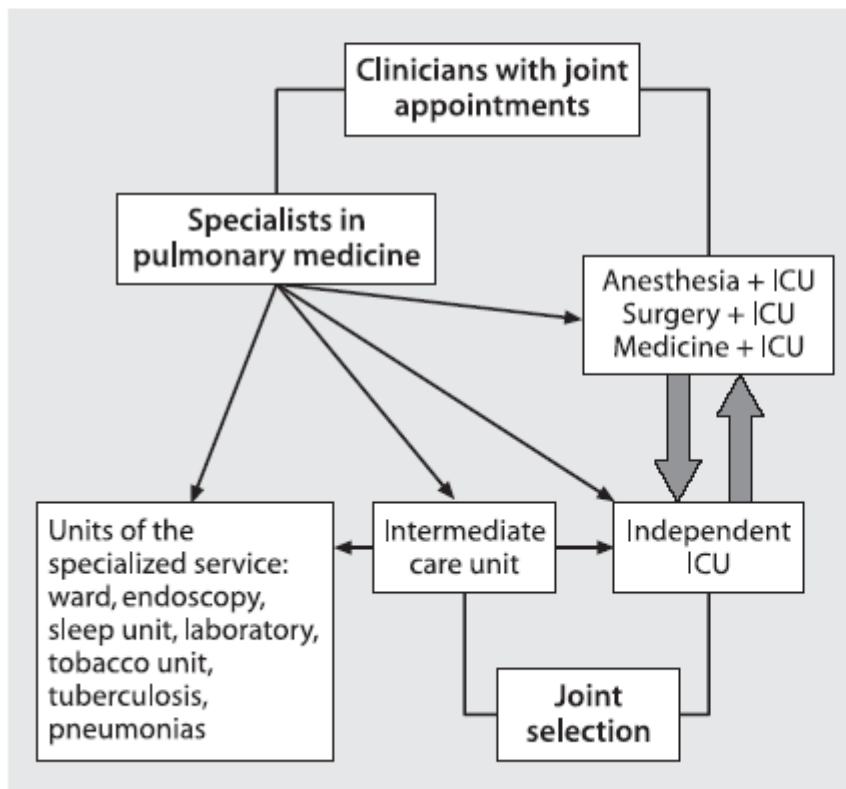 Clinicians with joint
appointments
Specialists in
pulmonary medicine
Anesthesia + ICU
Surgery + ICU
Medicine + ICU
Units of the
specialized service:
ward, endoscopy,
sleep unit, laboratory,
tobacco unit,
tuberculosis,
pneumonias
Intermediate
care unit
Independent
ICU
Joint
selection